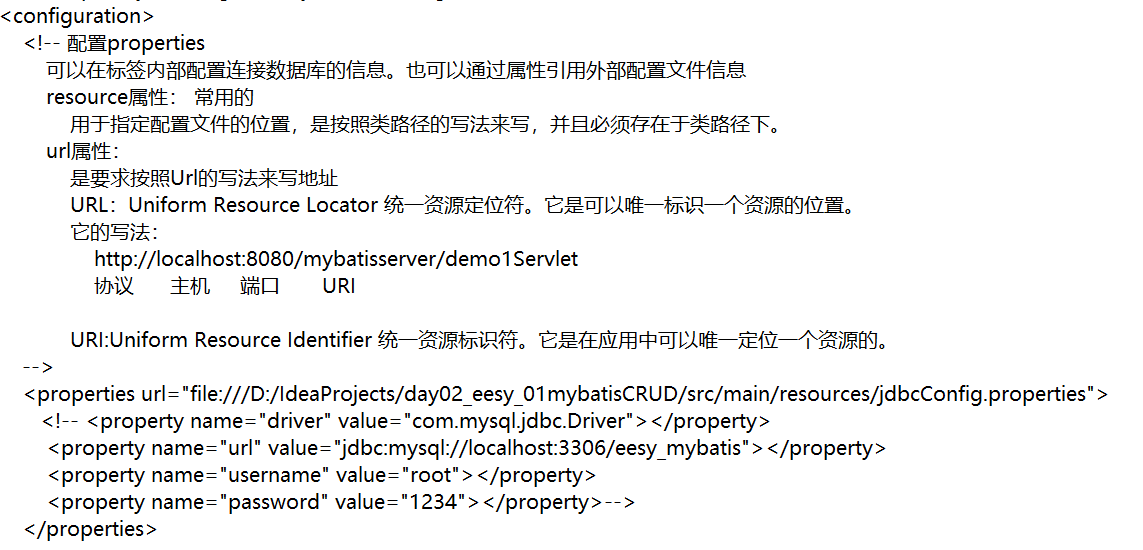 <configuration>
<!-- 配置properties
可以在标签内部配置连接数据库的信息。也可以通过属性引用外部配置文件信息
resource属性： 常用的
用于指定配置文件的位置，是按照类路径的写法来写，并且必须存在于类路径下。
url属性：
是要求按照Url的写法来写地址
URL：Uniform Resource Locator 统一资源定位符。它是可以唯一标识一个资源的位置。
它的写法：
http://localhost:8080/mybatisserver/demo1Servlet
协议 主机 端口 URI
URI:Uniform Resource Identifier 统一资源标识符。它是在应用中可以唯一定位一个资源的。
-->
<properties url="file:///D:/IdeaProjects/day02_eesy_01mybatisCRUD/src/main/resources/jdbcConfig.properties">
<!-- <property name="driver" value="com.mysql.jdbc.Driver"></property>
<property name="url" value="jdbc:mysql://localhost:3306/eesy_mybatis"></property>
<property name="username" value="root"></property>
<property name="password" value="1234"></property>-->
</properties>